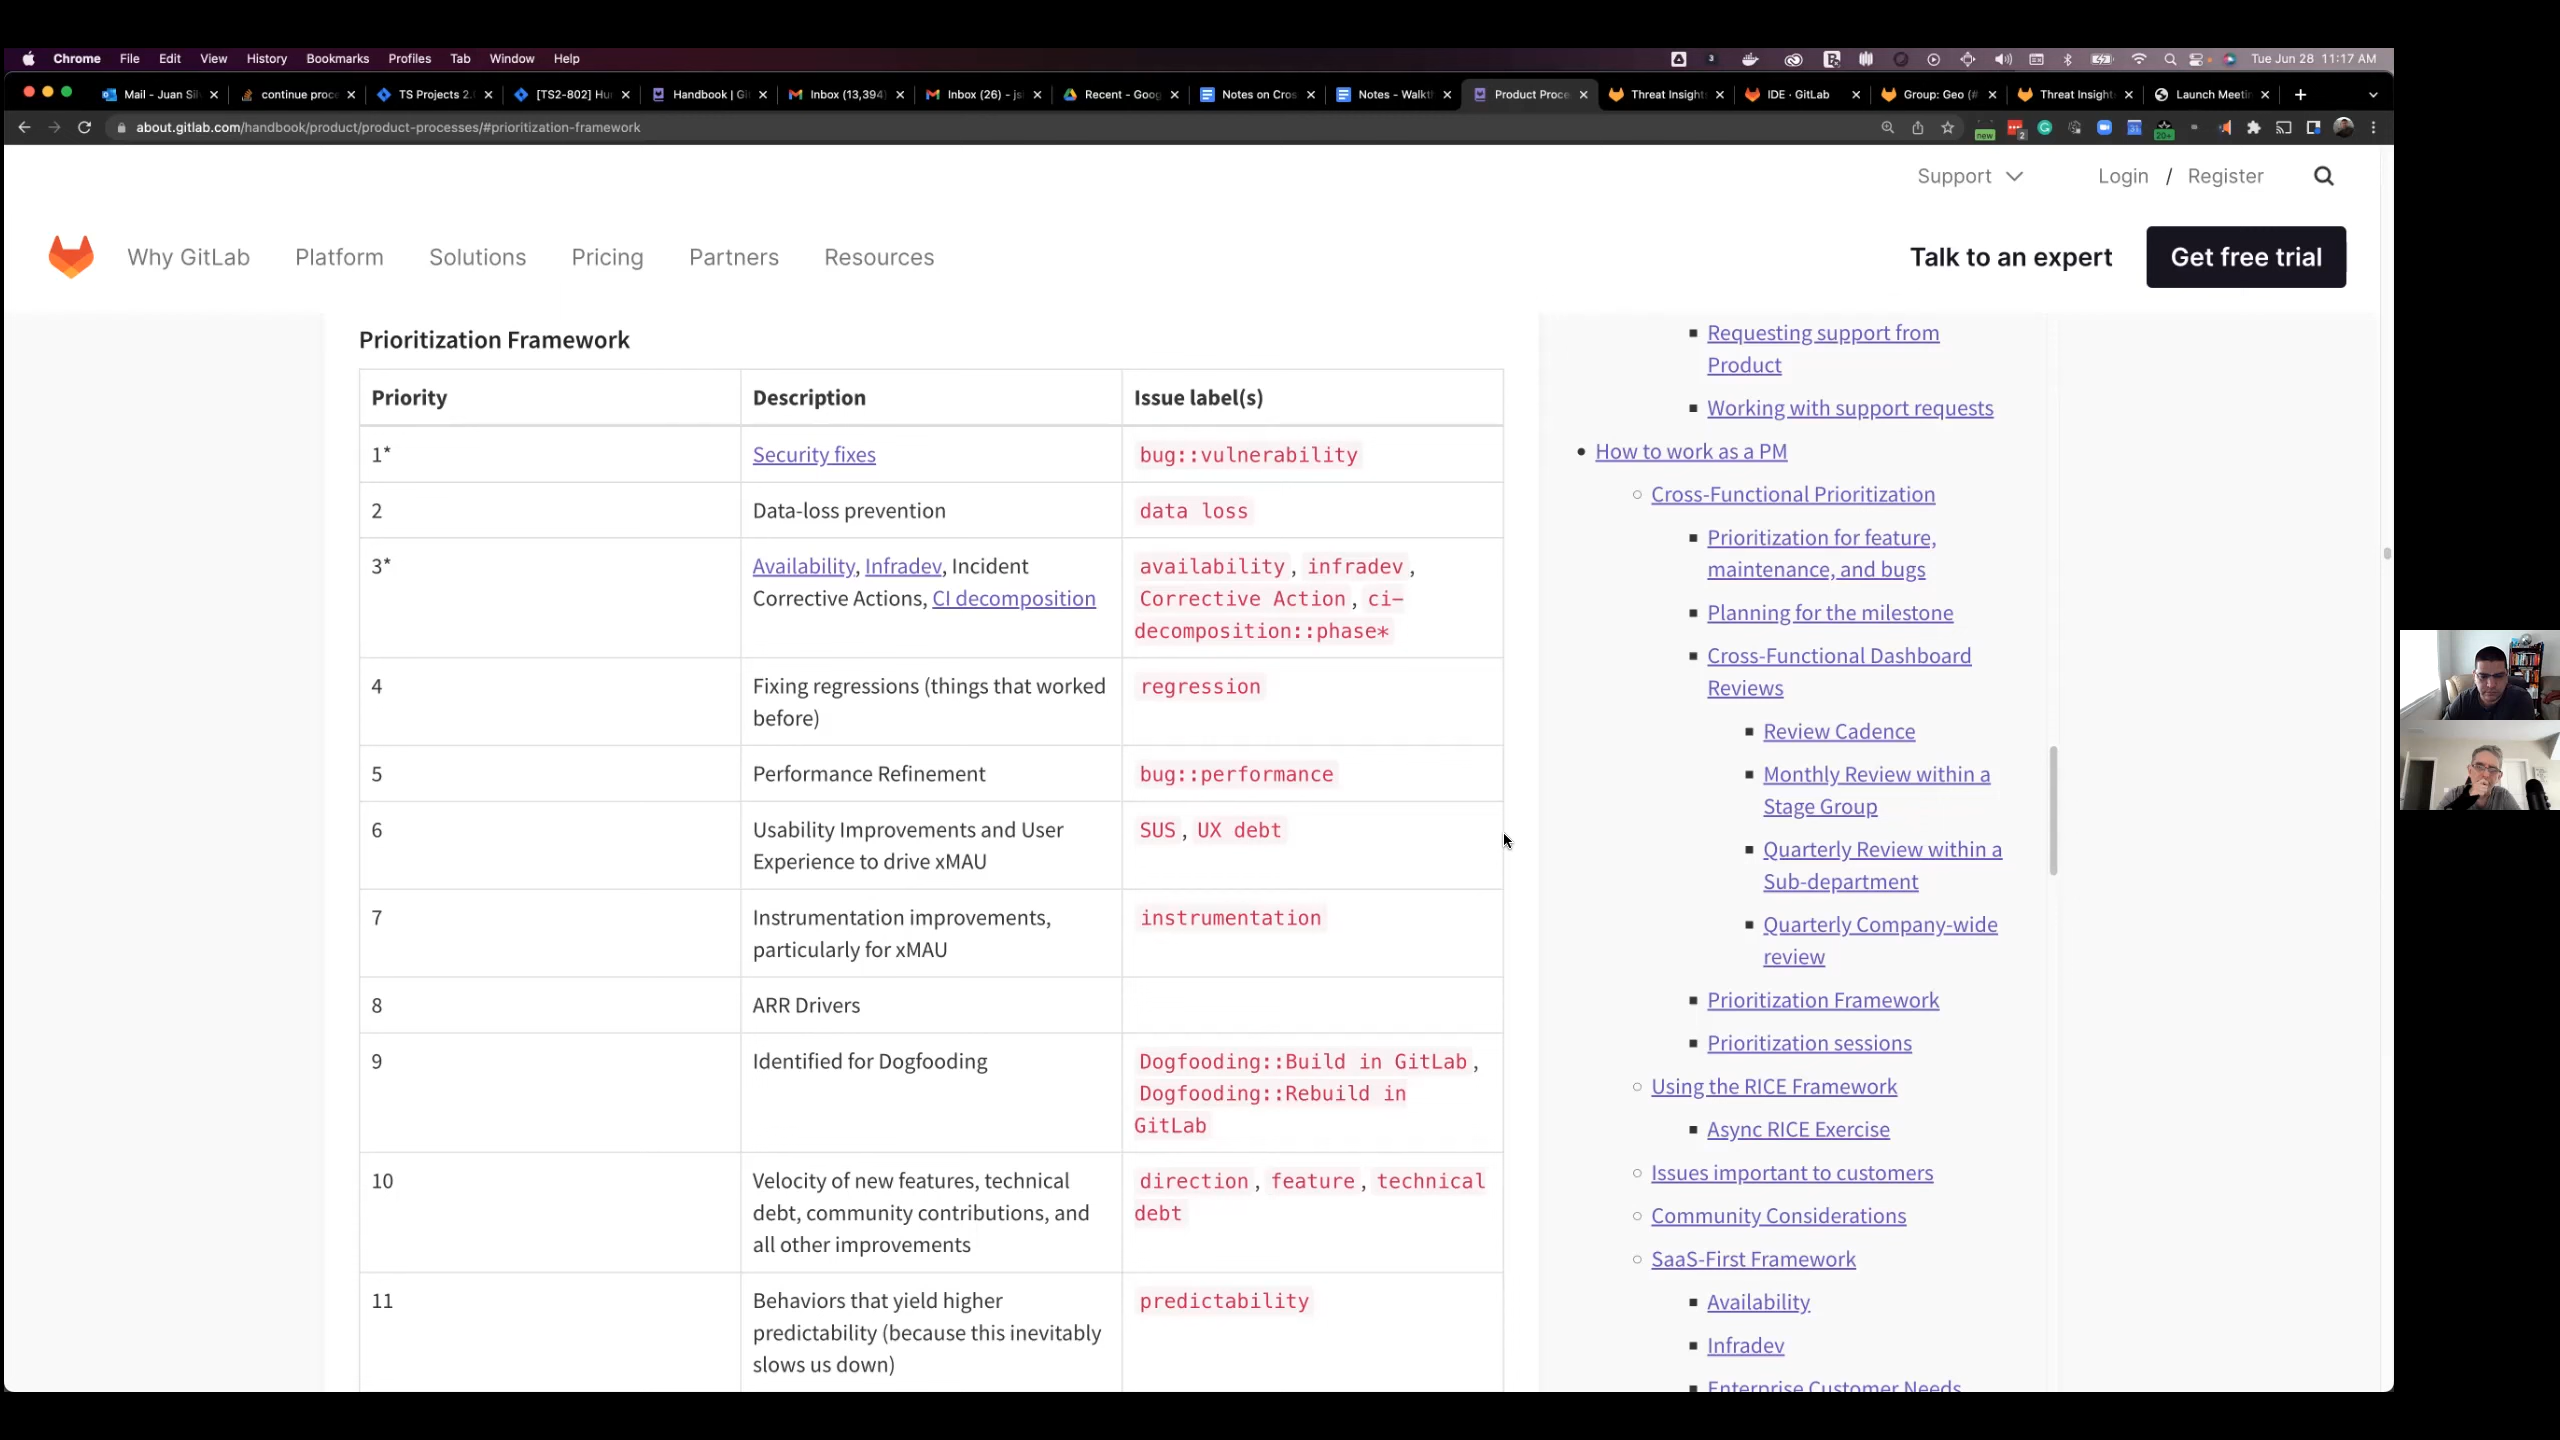 Chrome File Edit View History Bookmarks Profiles Tab Window Help 3 Tue Jun 28 11:17 AM
Mail - Juan Sil continue proce TS Projects 2. [TS2-802] Hu Handbook | Gi Inbox (13,394) Inbox (26) - js Recent - Goog Notes on Cros Notes - Walkt Product Proce Threat Insight IDE · GitLab Group: Geo (# Threat Insight Launch Meetin
about.gitlab.com/handbook/product/product-processes/#prioritization-framework new 2 20+
Support Login / Register
Why GitLab Platform Solutions Pricing Partners Resources Talk to an expert Get free trial
Prioritization Framework
Priority Description Issue label(s)
1* Security fixes bug::vulnerability
2 Data-loss prevention data loss
3* Availability, Infradev, Incident availability, infradev,
Corrective Actions, CI decomposition Corrective Action, ci-
decomposition::phase*
4 Fixing regressions (things that worked regression
before)
5 Performance Refinement bug::performance
6 Usability Improvements and User SUS, UX debt
Experience to drive xMAU
7 Instrumentation improvements, instrumentation
particularly for xMAU
8 ARR Drivers
9 Identified for Dogfooding Dogfooding::Build in GitLab,
Dogfooding::Rebuild in
GitLab
10 Velocity of new features, technical direction, feature, technical
debt, community contributions, and debt
all other improvements
11 Behaviors that yield higher predictability
predictability (because this inevitably
slows us down)
Requesting support from
Product
Working with support requests
How to work as a PM
Cross-Functional Prioritization
Prioritization for feature,
maintenance, and bugs
Planning for the milestone
Cross-Functional Dashboard
Reviews
Review Cadence
Monthly Review within a
Stage Group
Quarterly Review within a
Sub-department
Quarterly Company-wide
review
Prioritization Framework
Prioritization sessions
Using the RICE Framework
Async RICE Exercise
Issues important to customers
Community Considerations
SaaS-First Framework
Availability
Infradev
Enterprise Customer Needs